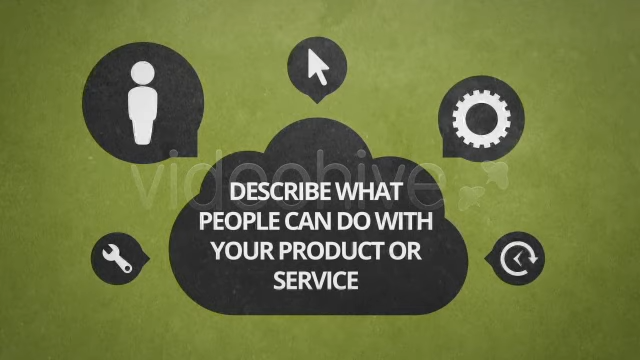 videohive
DESCRIBE WHAT
PEOPLE CAN DO WITH
YOUR PRODUCT OR
SERVICE